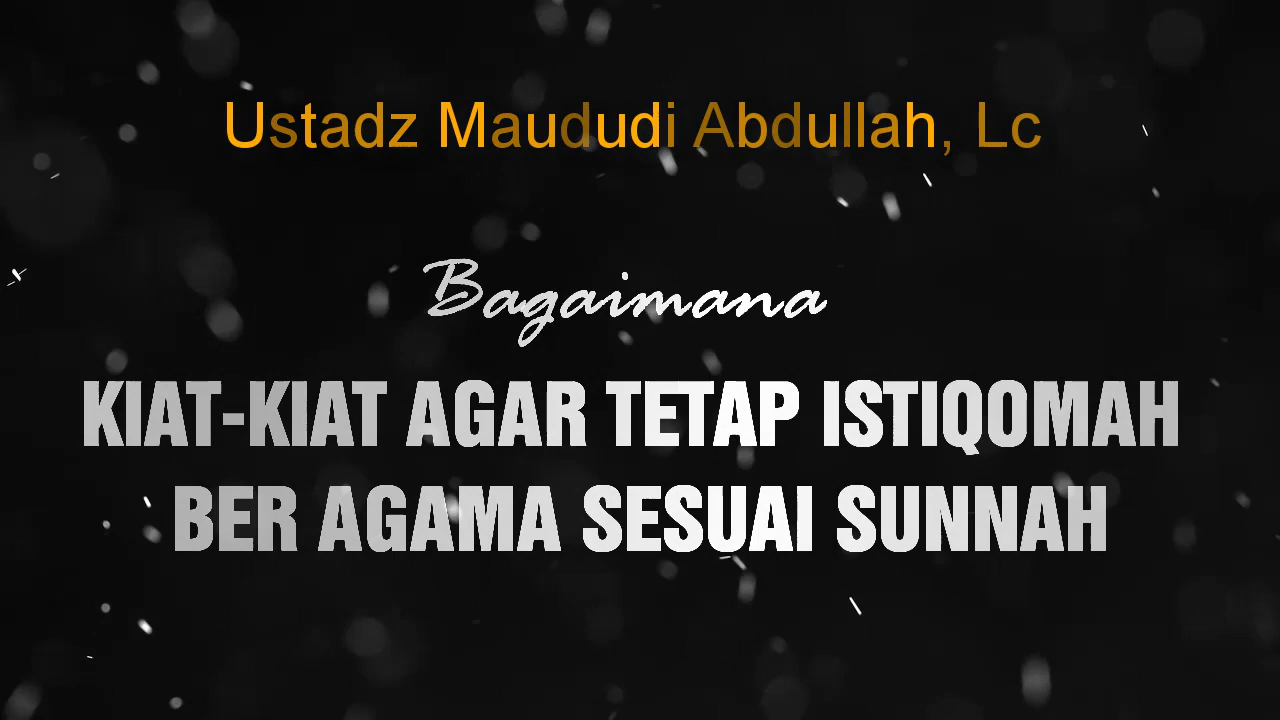 Ustadz Maududi Abdullah, Lc
Bagaimana
KIAT-KIAT AGAR TETAP ISTIQOMAH
BER AGAMA SESUAI SUNNAH